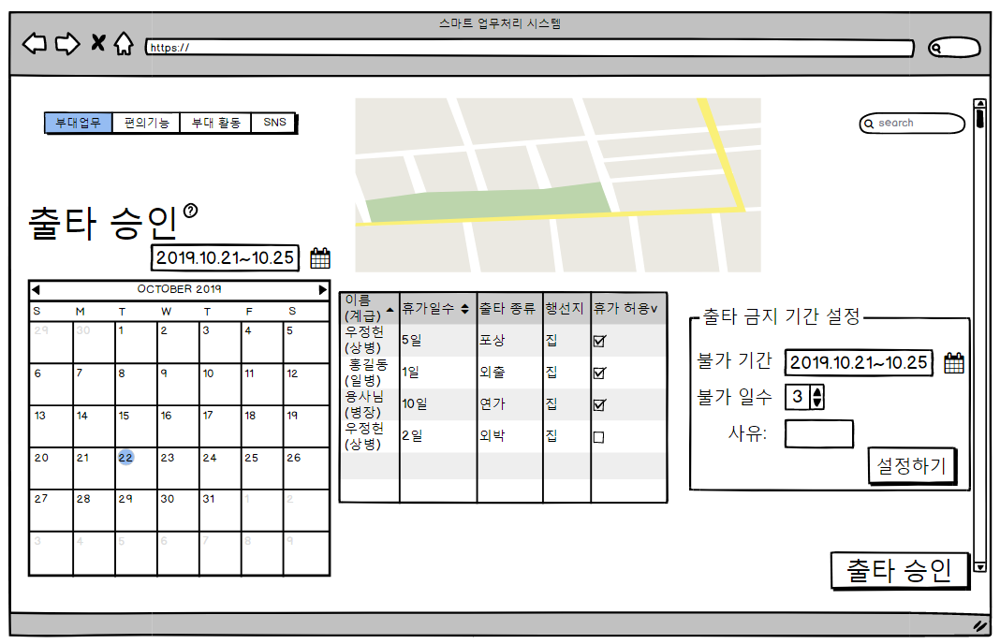 스마트 업무처리 시스템
https://
부대업무 편의기능 부대 활동 SNS
search
출타 승인?
2019.10.21~10.25
OCTOBER 2019
S M T W T F S
29 30 1 2 3 4 5
6 7 8 9 10 11 12
13 14 15 16 17 18 19
20 21 22 23 24 25 26
27 28 29 30 31 1 2
3 4 5 6 7 8 9
이름
(계급) 휴가일수 출타 종류 행선지 휴가 허용v
우정헌
(상병) 5일 포상 집
홍길동
(일병) 1일 외출 집
용사님
(병장) 10일 연가 집
우정헌
(상병) 2일 외박 집
출타 금지 기간 설정
불가 기간 2019.10.21~10.25
불가 일수 3
사유:
설정하기
출타 승인